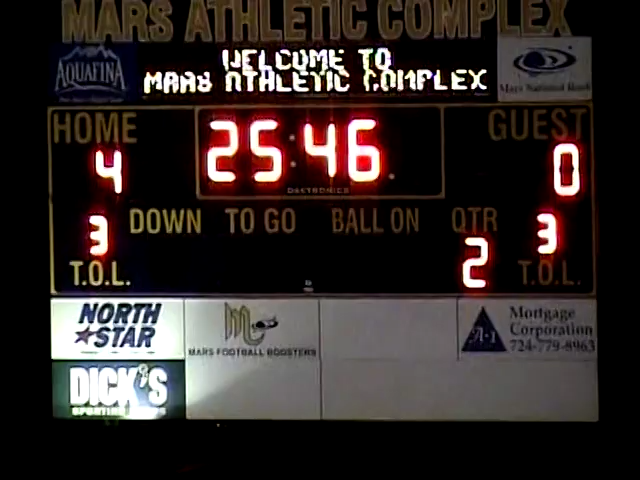 MARS ATHLETIC COMPLEX
AQUAFINA
WELCOME TO
MARS ATHLETIC COMPLEX
Mars National Bank
HOME
GUEST
4
25:46
0
DAKTRONICS
3
DOWN
TO GO
BALL ON
QTR
2
3
T.O.L.
T.O.L.
NORTH
STAR
MC
MARS FOOTBALL BOOSTERS
A-1
Mortgage
Corporation
724-779-8963
DICK'S
SPORTING